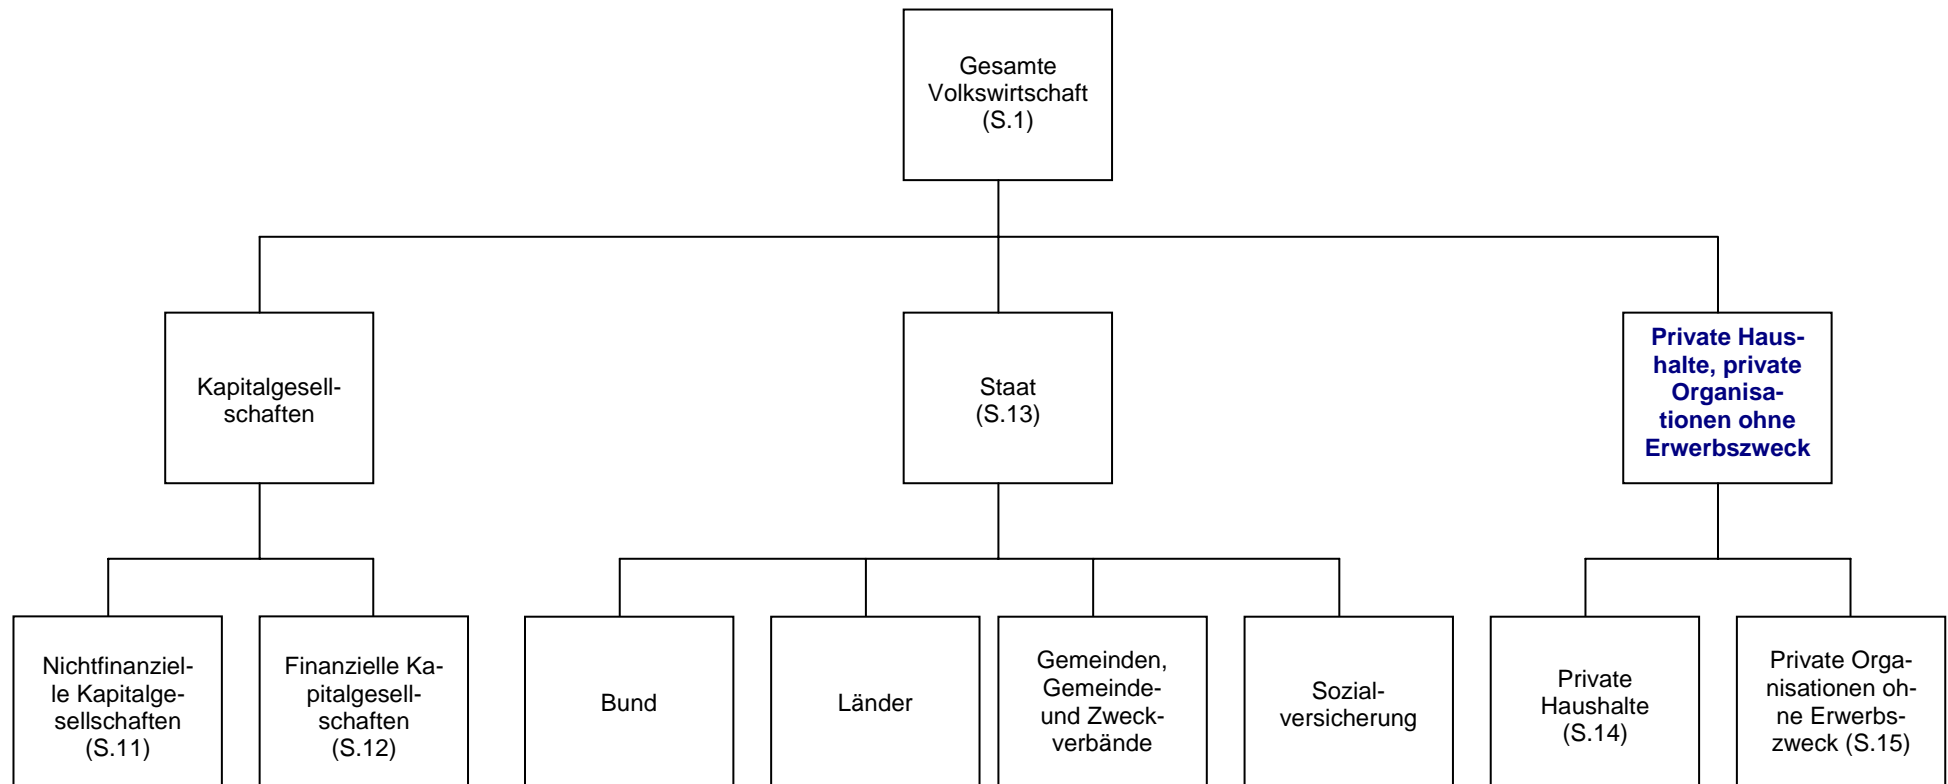 Gesamte
Volkswirtschaft
(S.1)
Kapitalgesell-
schaften
Staat
(S.13)
Private Haus-
halte, private
Organisa-
tionen ohne
Erwerbszweck
Nichtfinanziel-
le Kapitalge-
sellschaften
(S.11)
Finanzielle Ka-
pitalgesell-
schaften
(S.12)
Bund
Länder
Gemeinden,
Gemeinde-
und Zweck-
verbände
Sozial-
versicherung
Private
Haushalte
(S.14)
Private Orga-
nisationen oh-
ne Erwerbs-
zweck (S.15)